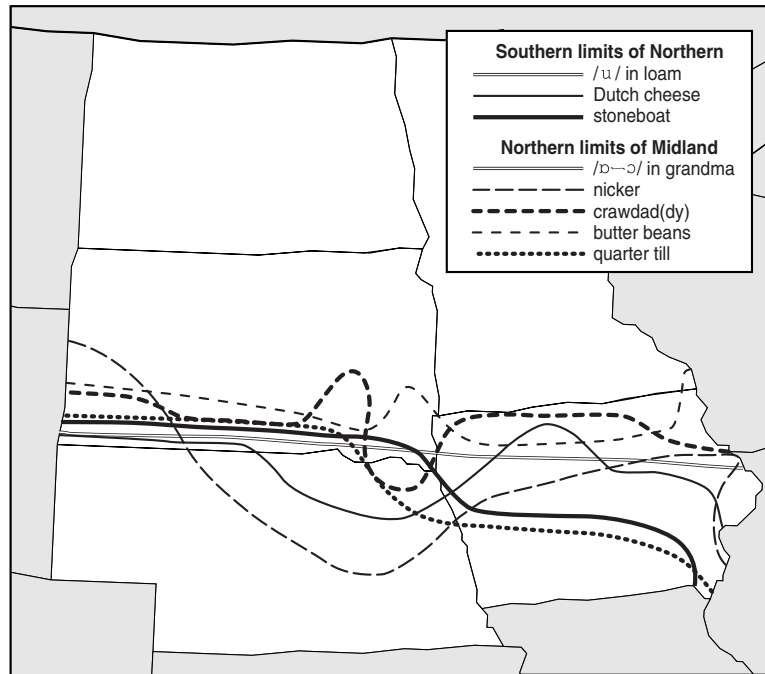 Southern limits of Northern
/u/ in loam
Dutch cheese
stoneboat
Northern limits of Midland
/ɒ~ɔ/ in grandma
nicker
crawdad(dy)
butter beans
quarter till